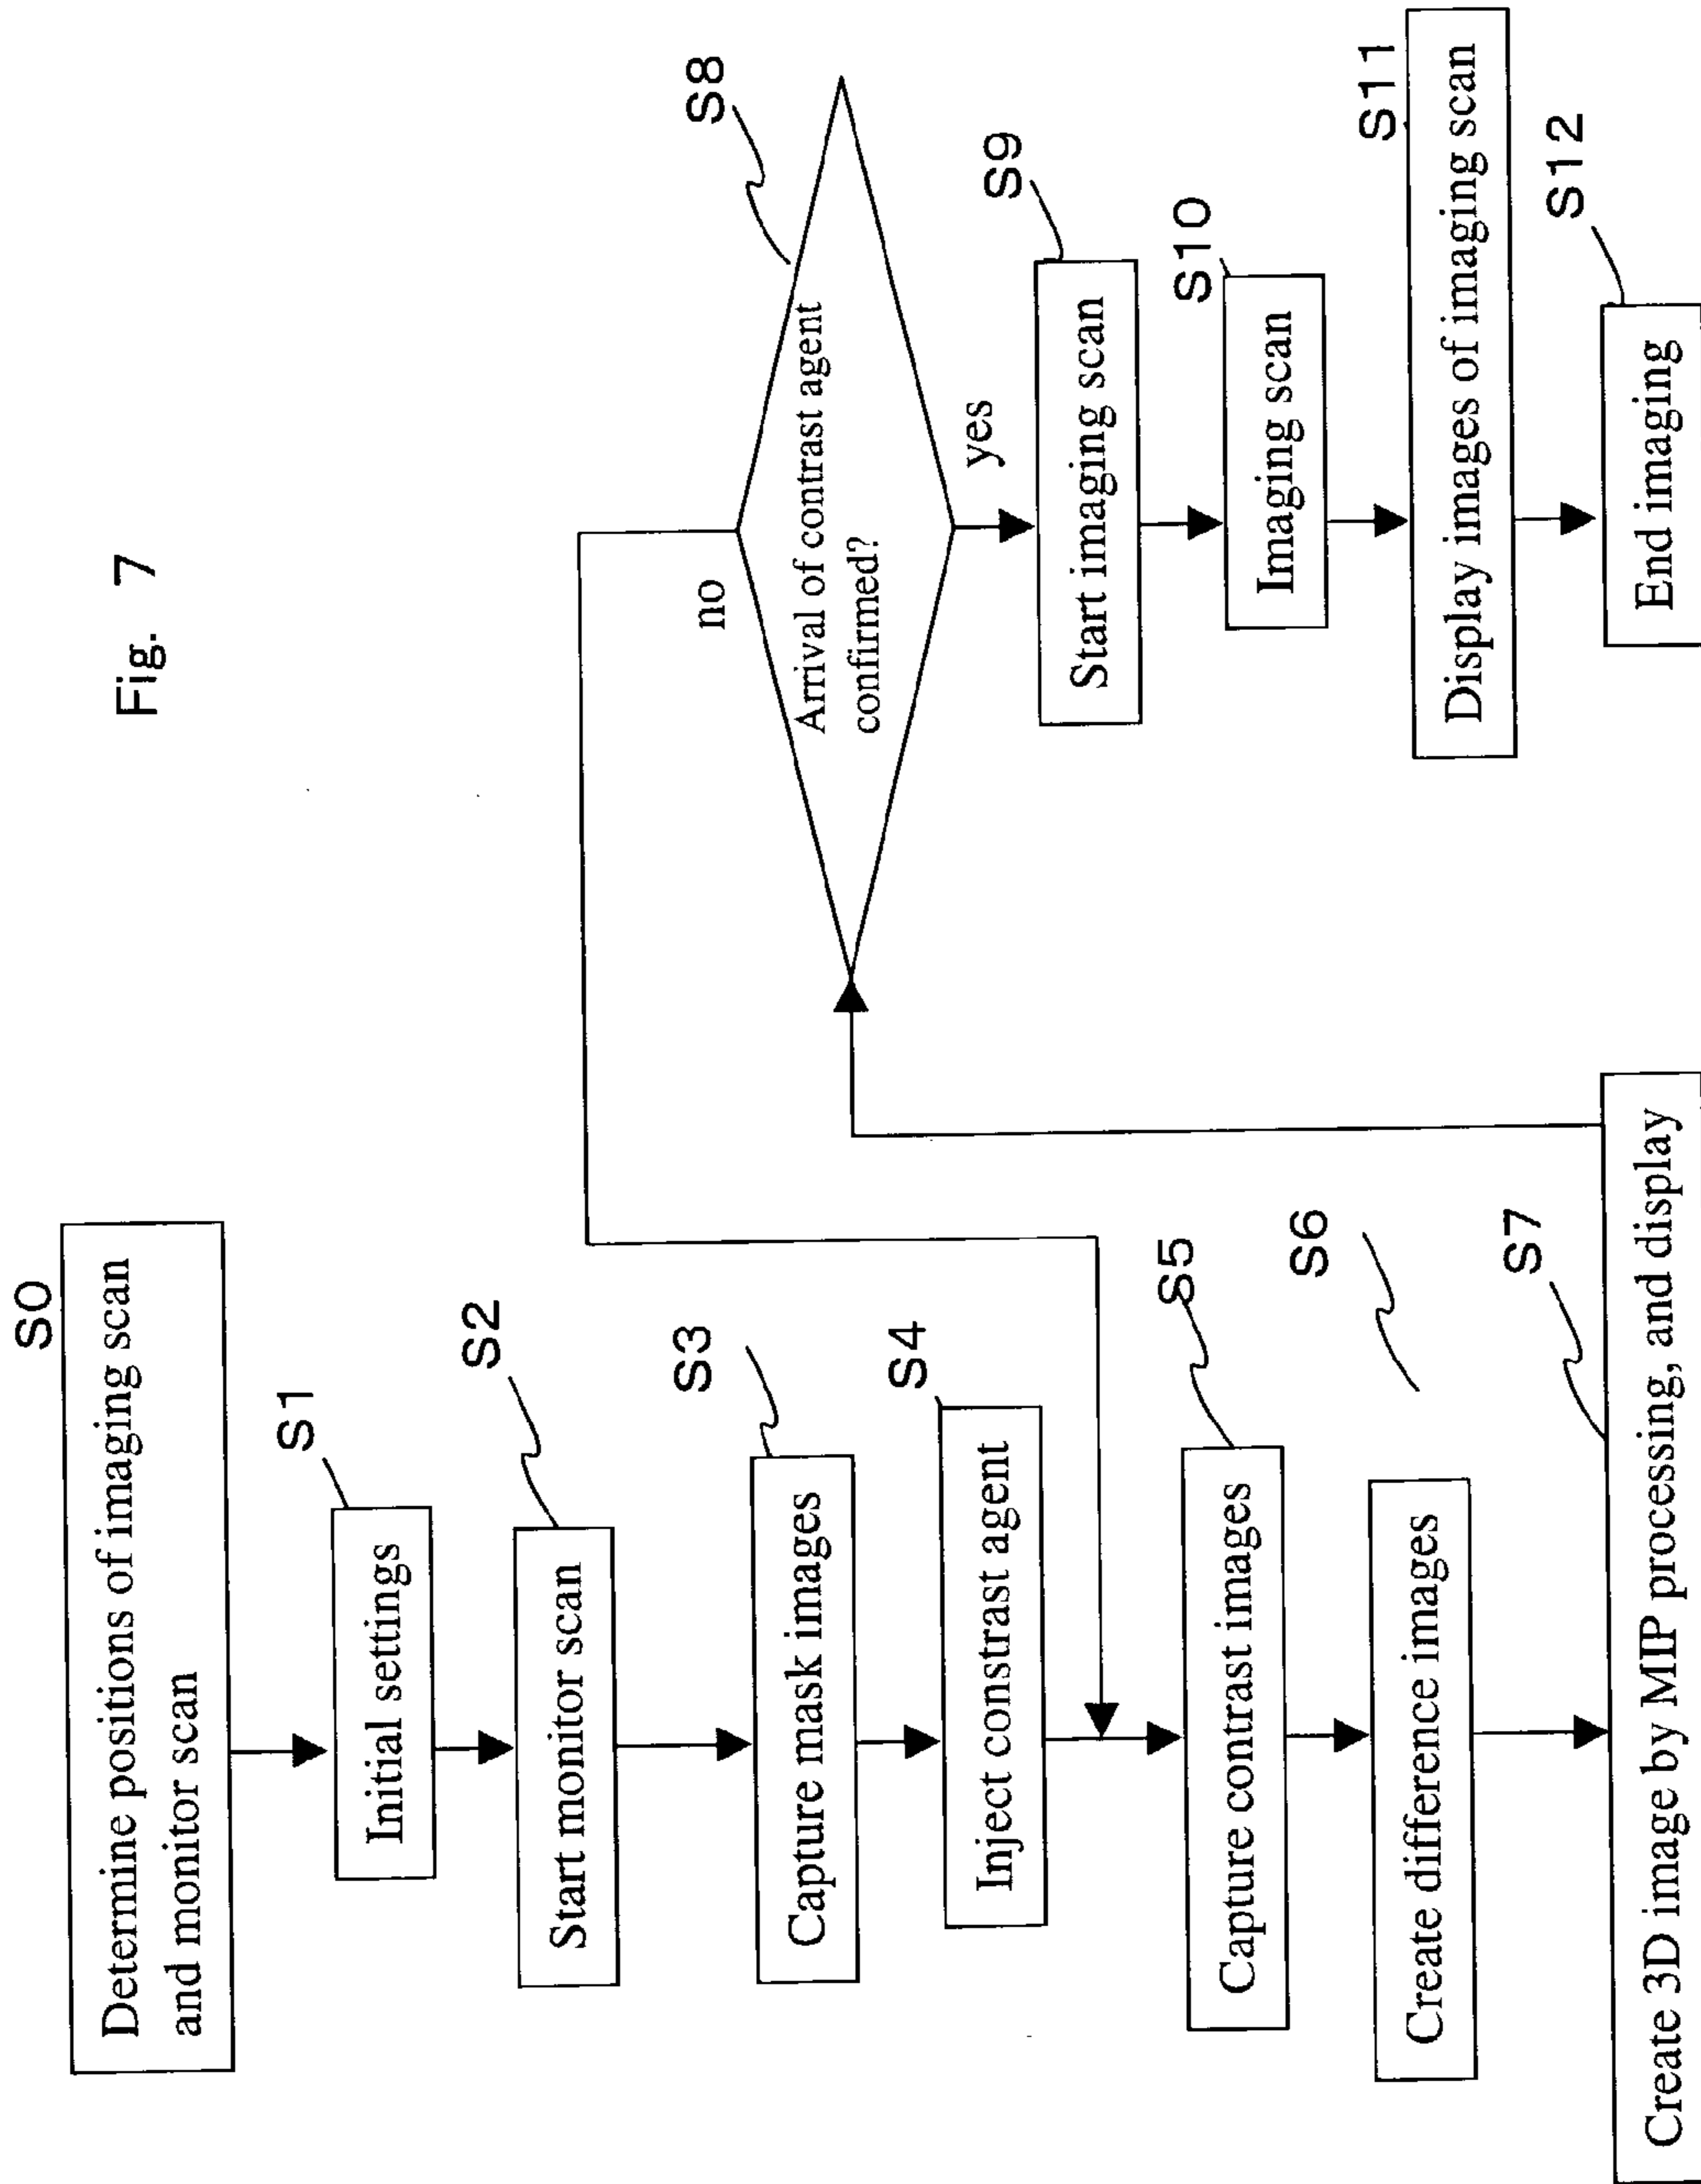 Fig. 7
S0
Determine positions of imaging scan
and monitor scan
S1
Initial settings
S2
Start monitor scan
S3
Capture mask images
S4
Inject constrast agent
S5
Capture contrast images
S6
Create difference images
S7
Create 3D image by MIP processing, and display
S8
no
Arrival of contrast agent
confirmed?
yes
S9
Start imaging scan
S10
Imaging scan
S11
Display images of imaging scan
S12
End imaging